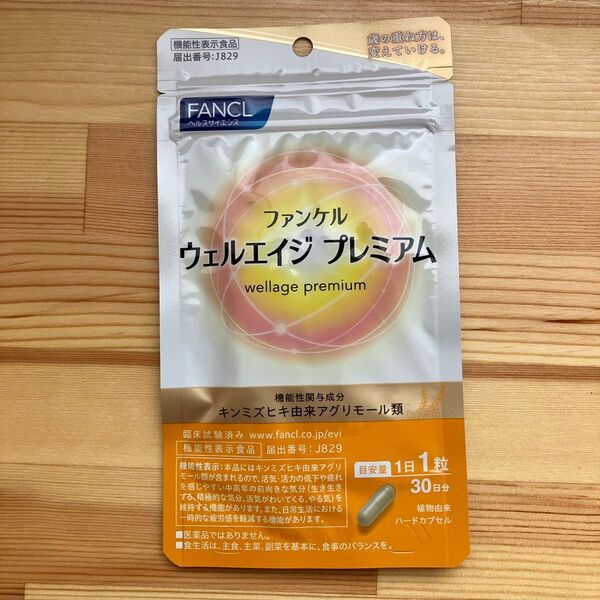 機能性表示食品
届出番号:J829
歳の重ね方は、
変えていける。
FANCL
ヘルスサイエンス
ファンケル
ウェルエイジ プレミアム
wellage premium
機能性関与成分
キンミズヒキ由来アグリモール類
臨床試験済み www.fancl.co.jp/evi
機能性表示食品 届出番号:J829
機能性表示:本品にはキンミズヒキ由来アグリ
モール類が含まれるので、活気・活力の低下や疲れ
を感じやすい中高年の前向きな気分(生き生きす
る、積極的な気分、活気がわいてくる、やる気)を
維持する機能があります。また、日常生活における
一時的な疲労感を軽減する機能があります。
目安量 1日1粒
30日分
植物由来
ハードカプセル
■医薬品ではありません。
■食生活は、主食、主菜、副菜を基本に、食事のバランスを。